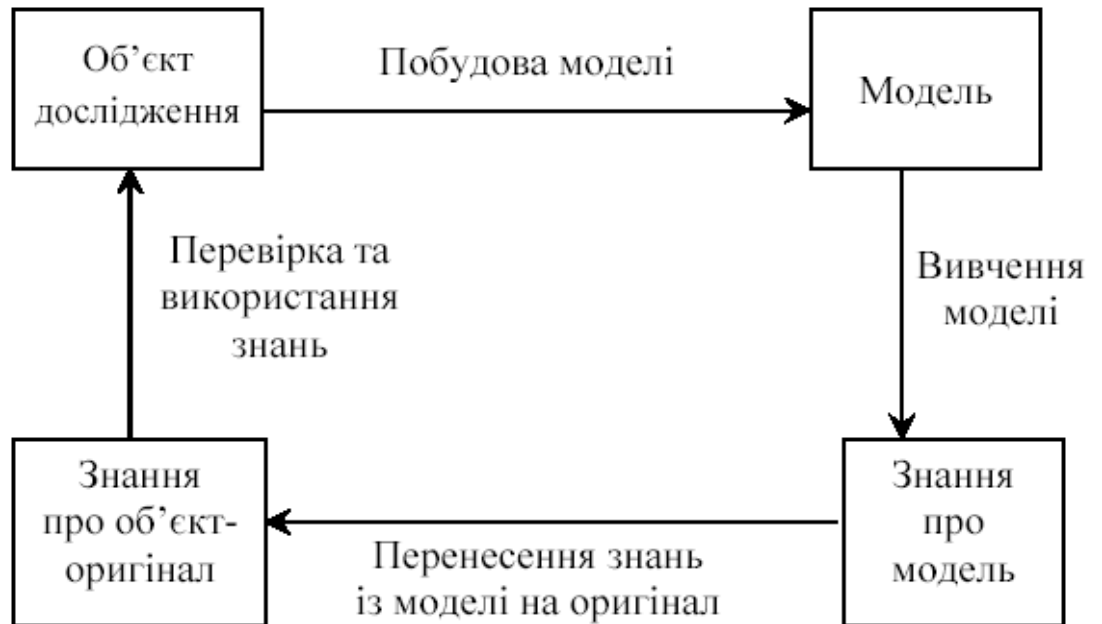 Об’єкт
дослідження
Побудова моделі
Модель
Перевірка та
використання
знань
Вивчення
моделі
Знання
про об’єкт-
оригінал
Перенесення знань
із моделі на оригінал
Знання
про
модель